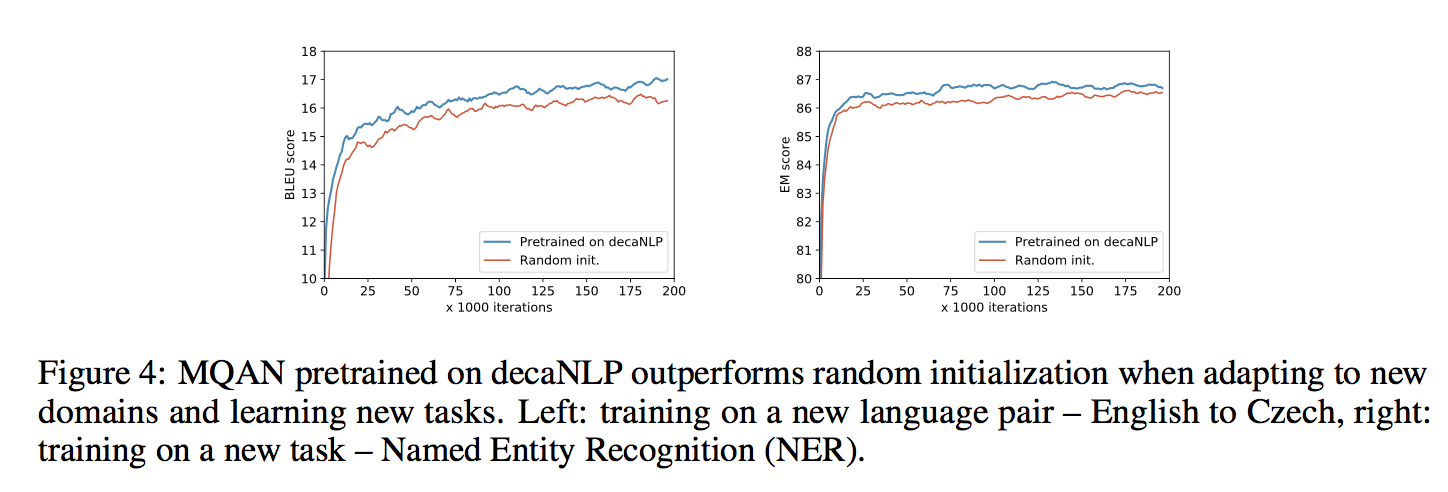 18
17
16
15
14
13
12
11
10
BLEU score
0 25 50 75 100 125 150 175 200
x 1000 iterations
Pretrained on decaNLP
Random init.
88
87
86
85
84
83
82
81
80
EM score
0 25 50 75 100 125 150 175 200
x 1000 iterations
Pretrained on decaNLP
Random init.
Figure 4: MQAN pretrained on decaNLP outperforms random initialization when adapting to new
domains and learning new tasks. Left: training on a new language pair – English to Czech, right:
training on a new task – Named Entity Recognition (NER).